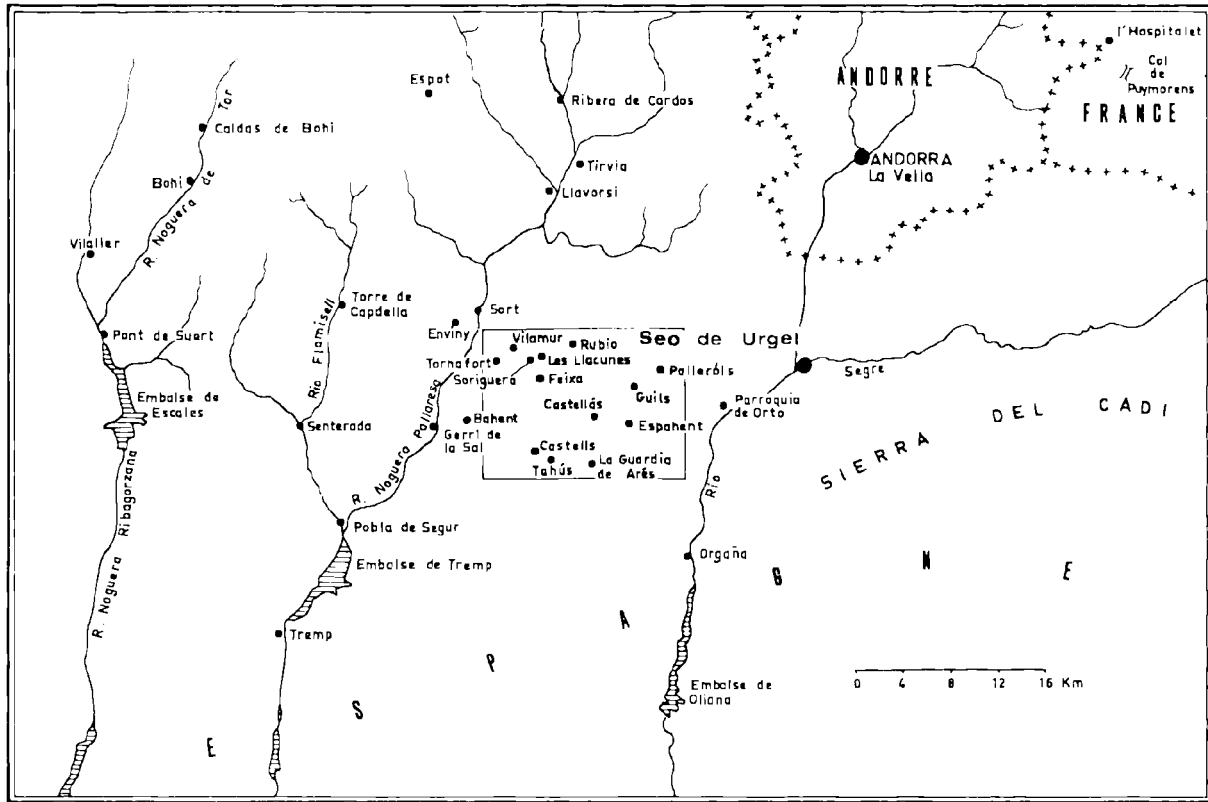 l'Hospitalet
Col
de
Puymorens
ANDORRE
FRANCE
Espot
Ribera de Cardos
Caldas de Bohi
R. Noguera de Tor
Bohi
Tirvia
Llavorsi
ANDORRA
La Vella
Vilaller
Torre de
Capdella
Rio Flamisell
Sort
Enviny
Pont de Suert
Vilamur
Rubio
Seo de Urgel
Tornafort
Les Llacunes
Soriguera
Feixa
Palleróls
Segre
Guils
Embalse de
Escales
Castellás
Parroquia
de Orto
Senterada
Bahent
Espahent
Gerri de
la Sal
R. Noguera Pallaresa
Castells
Tahús
La Guardia
de Arés
SIERRA DEL CADI
Rio
R. Noguera Ribagorzana
Pobla de Segur
Embalse de Tremp
Orgaña
Tremp
ESPAGNE
Embalse de
Oliana
0 4 8 12 16 Km